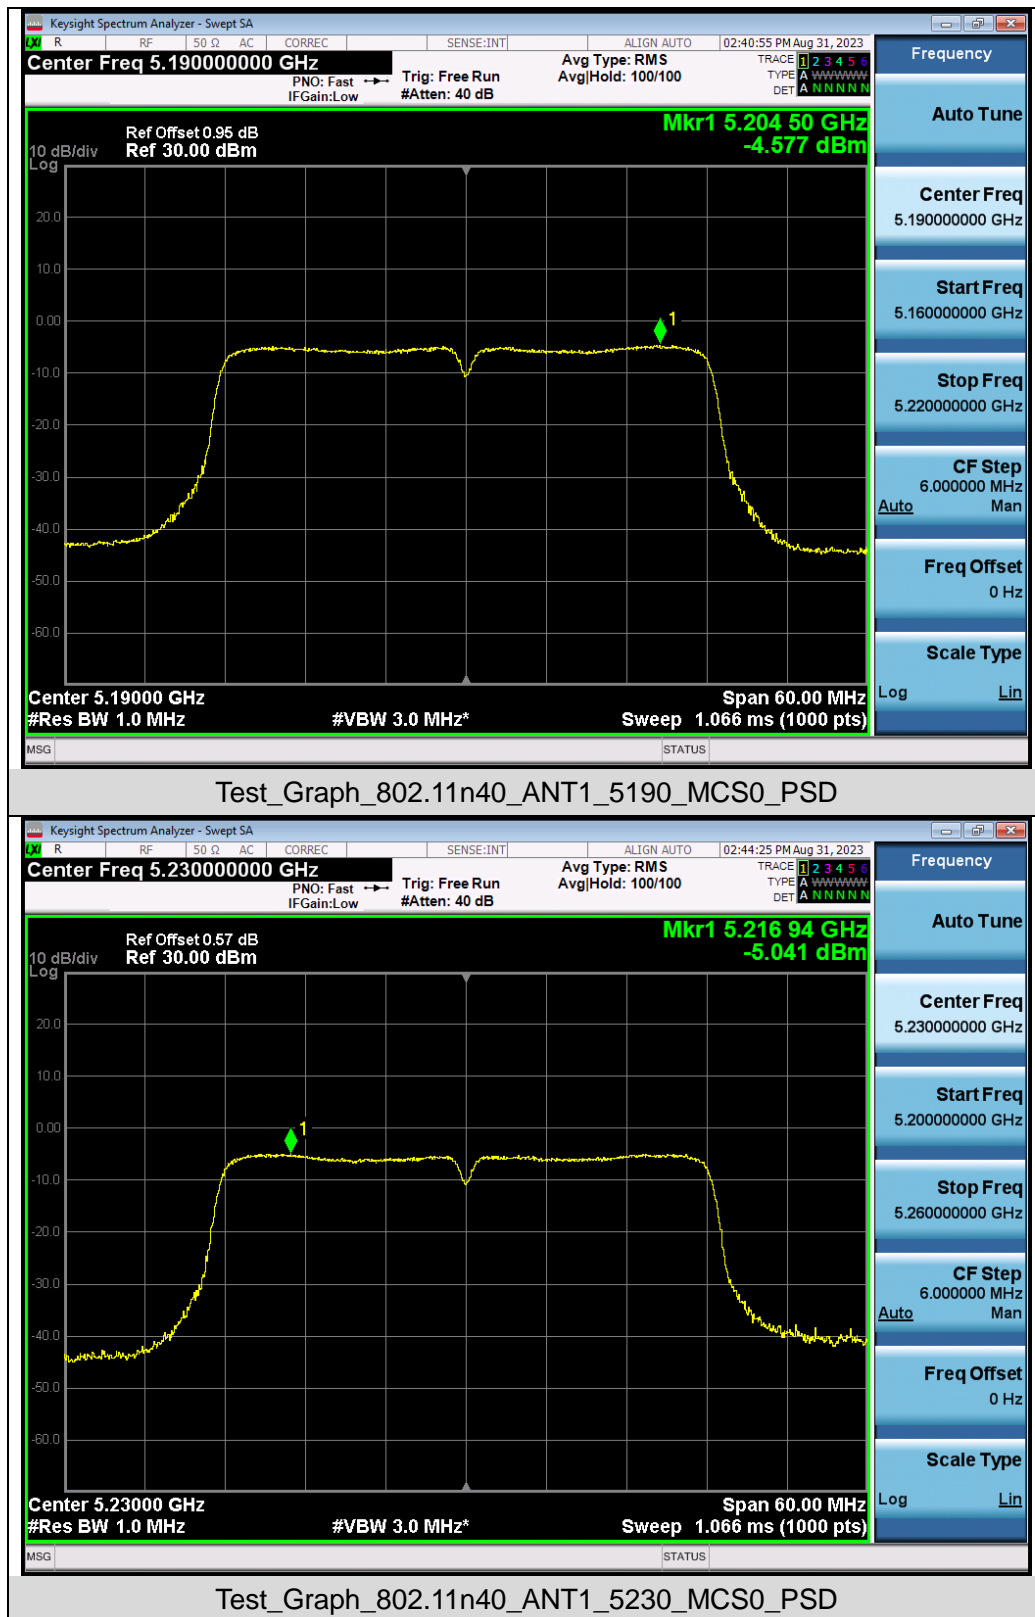 Keysight Spectrum Analyzer - Swept SA
LXI R RF 50 Ω AC CORREC SENSE:INT ALIGN AUTO 02:40:55 PM Aug 31, 2023
Center Freq 5.190000000 GHz
PNO: Fast
IFGain:Low
Trig: Free Run
#Atten: 40 dB
Avg Type: RMS
Avg|Hold: 100/100
TRACE 1 2 3 4 5 6
TYPE A WWWWW
DET A N N N N N
Ref Offset 0.95 dB
Ref 30.00 dBm
10 dB/div
Log
Mkr1 5.204 50 GHz
-4.577 dBm
20.0
10.0
0.00
-10.0
-20.0
-30.0
-40.0
-50.0
-60.0
1
Center 5.19000 GHz
Span 60.00 MHz
#Res BW 1.0 MHz
#VBW 3.0 MHz*
Sweep 1.066 ms (1000 pts)
MSG
STATUS
Frequency
Auto Tune
Center Freq
5.190000000 GHz
Start Freq
5.160000000 GHz
Stop Freq
5.220000000 GHz
CF Step
6.000000 MHz
Auto Man
Freq Offset
0 Hz
Scale Type
Log Lin
Test_Graph_802.11n40_ANT1_5190_MCS0_PSD
Keysight Spectrum Analyzer - Swept SA
LXI R RF 50 Ω AC CORREC SENSE:INT ALIGN AUTO 02:44:25 PM Aug 31, 2023
Center Freq 5.230000000 GHz
PNO: Fast
IFGain:Low
Trig: Free Run
#Atten: 40 dB
Avg Type: RMS
Avg|Hold: 100/100
TRACE 1 2 3 4 5 6
TYPE A WWWWW
DET A N N N N N
Ref Offset 0.57 dB
Ref 30.00 dBm
10 dB/div
Log
Mkr1 5.216 94 GHz
-5.041 dBm
20.0
10.0
0.00
-10.0
-20.0
-30.0
-40.0
-50.0
-60.0
1
Center 5.23000 GHz
Span 60.00 MHz
#Res BW 1.0 MHz
#VBW 3.0 MHz*
Sweep 1.066 ms (1000 pts)
MSG
STATUS
Frequency
Auto Tune
Center Freq
5.230000000 GHz
Start Freq
5.200000000 GHz
Stop Freq
5.260000000 GHz
CF Step
6.000000 MHz
Auto Man
Freq Offset
0 Hz
Scale Type
Log Lin
Test_Graph_802.11n40_ANT1_5230_MCS0_PSD